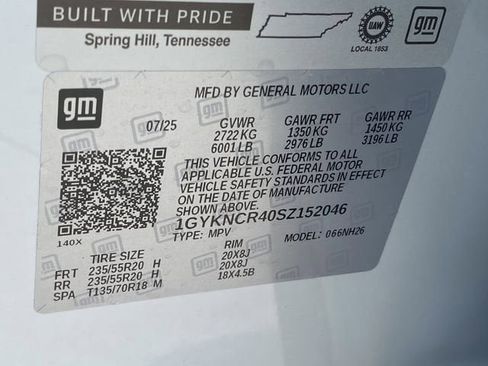 BUILT WITH PRIDE
Spring Hill, Tennessee
UAW
LOCAL 1853
gm
gm
MFD BY GENERAL MOTORS LLC
07/25 GVWR GAWR FRT GAWR RR
2722 KG 1350 KG 1450 KG
6001 LB 2976 LB 3196 LB
THIS VEHICLE CONFORMS TO ALL
APPLICABLE U.S. FEDERAL MOTOR
VEHICLE SAFETY STANDARDS IN EFFECT
ON THE DATE OF MANUFACTURE
SHOWN ABOVE.
1GYKNCR40SZ152046
TYPE: MPV MODEL: 066NH26
140X
TIRE SIZE RIM
FRT 235/55R20 H 20X8J
RR 235/55R20 H 20X8J
SPA T135/70R18 M 18X4.5B